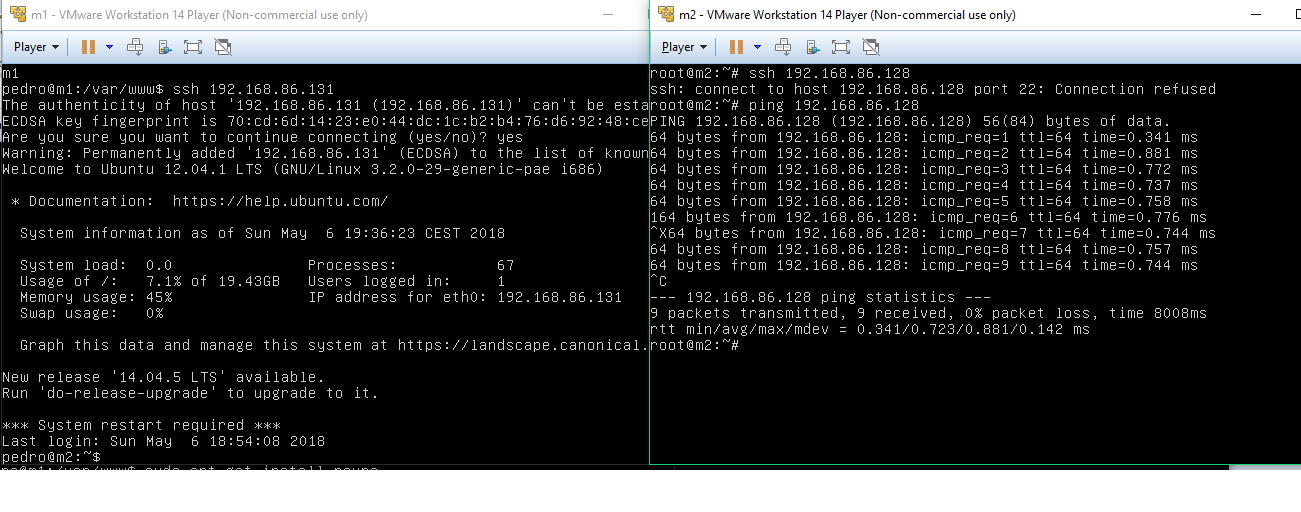 m1 - VMware Workstation 14 Player (Non-commercial use only)
Player
m1
pedro@m1:/var/www$ ssh 192.168.86.131
The authenticity of host '192.168.86.131 (192.168.86.131)' can't be esta
ECDSA key fingerprint is 70:cd:6d:14:23:e0:44:dc:1c:b2:b4:76:d6:92:48:ce
Are you sure you want to continue connecting (yes/no)? yes
Warning: Permanently added '192.168.86.131' (ECDSA) to the list of known
Welcome to Ubuntu 12.04.1 LTS (GNU/Linux 3.2.0-29-generic-pae i686)
* Documentation:  https://help.ubuntu.com/
System information as of Sun May  6 19:36:23 CEST 2018
System load:  0.0 Processes: 67
Usage of /:   7.1% of 19.43GB Users logged in: 1
Memory usage: 45% IP address for eth0: 192.168.86.131
Swap usage:   0%
Graph this data and manage this system at https://landscape.canonical.
New release '14.04.5 LTS' available.
Run 'do-release-upgrade' to upgrade to it.
*** System restart required ***
Last login: Sun May  6 18:54:08 2018
pedro@m2:~$
m2 - VMware Workstation 14 Player (Non-commercial use only)
Player
root@m2:~# ssh 192.168.86.128
ssh: connect to host 192.168.86.128 port 22: Connection refused
root@m2:~# ping 192.168.86.128
PING 192.168.86.128 (192.168.86.128) 56(84) bytes of data.
64 bytes from 192.168.86.128: icmp_req=1 ttl=64 time=0.341 ms
64 bytes from 192.168.86.128: icmp_req=2 ttl=64 time=0.881 ms
64 bytes from 192.168.86.128: icmp_req=3 ttl=64 time=0.772 ms
64 bytes from 192.168.86.128: icmp_req=4 ttl=64 time=0.737 ms
64 bytes from 192.168.86.128: icmp_req=5 ttl=64 time=0.758 ms
164 bytes from 192.168.86.128: icmp_req=6 ttl=64 time=0.776 ms
^X64 bytes from 192.168.86.128: icmp_req=7 ttl=64 time=0.744 ms
64 bytes from 192.168.86.128: icmp_req=8 ttl=64 time=0.757 ms
64 bytes from 192.168.86.128: icmp_req=9 ttl=64 time=0.744 ms
^C
--- 192.168.86.128 ping statistics ---
9 packets transmitted, 9 received, 0% packet loss, time 8008ms
rtt min/avg/max/mdev = 0.341/0.723/0.881/0.142 ms
root@m2:~#